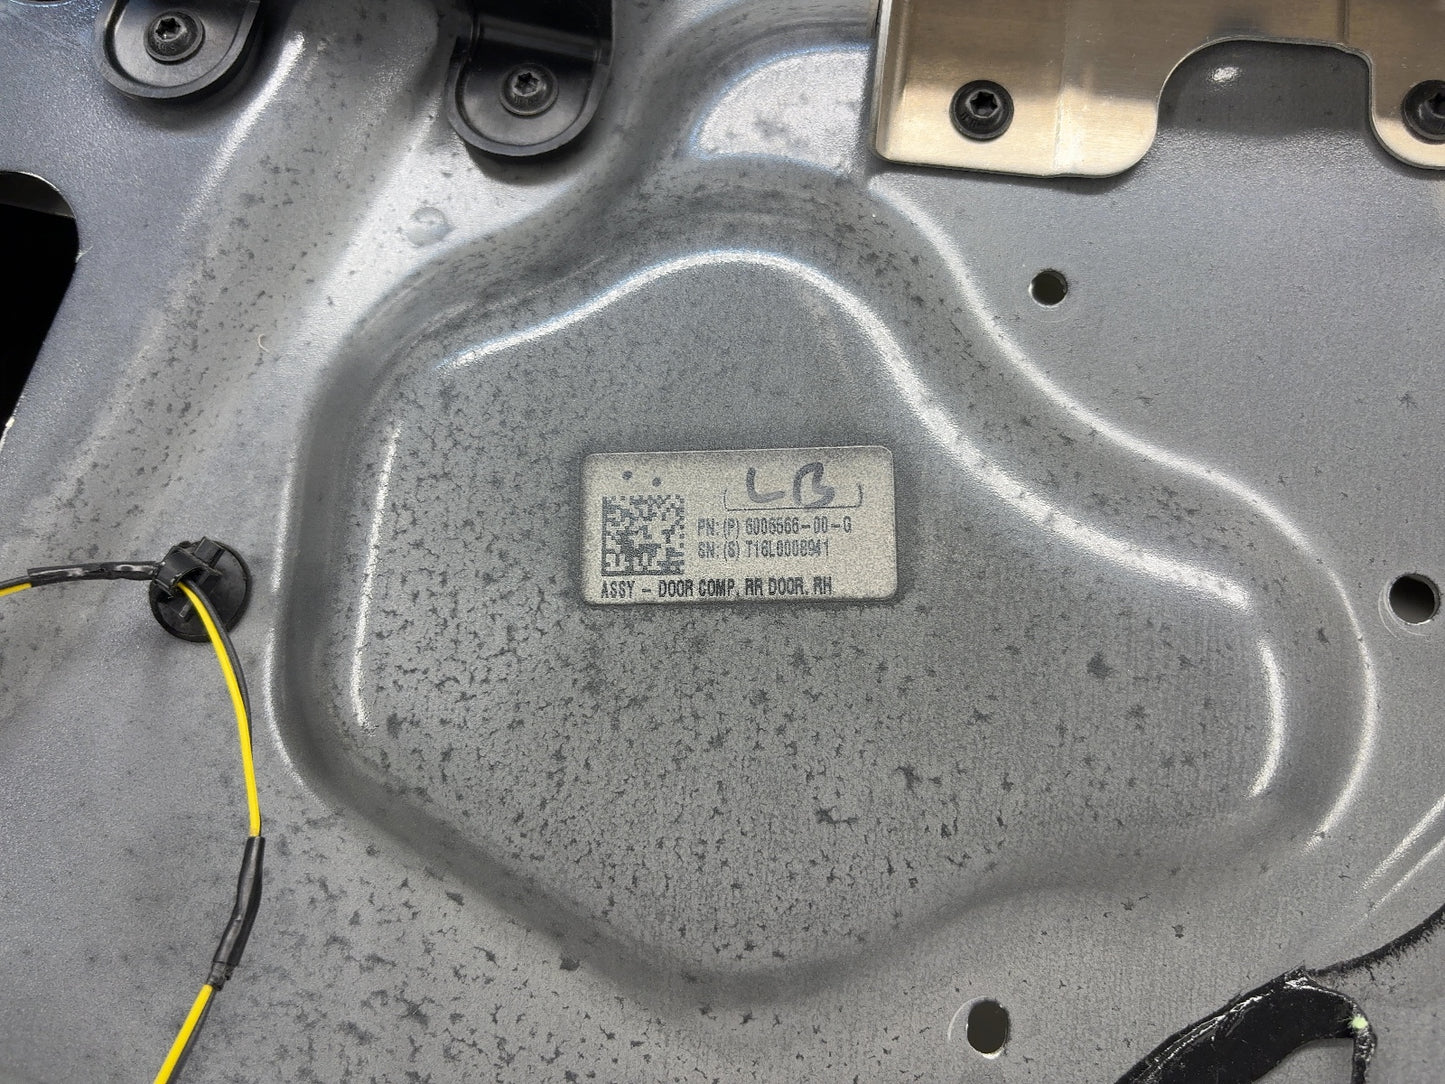 LB
PN: (P) 6006566-00-G
SN: (S) T16L0008941
ASSY - DOOR COMP, RR DOOR, RH